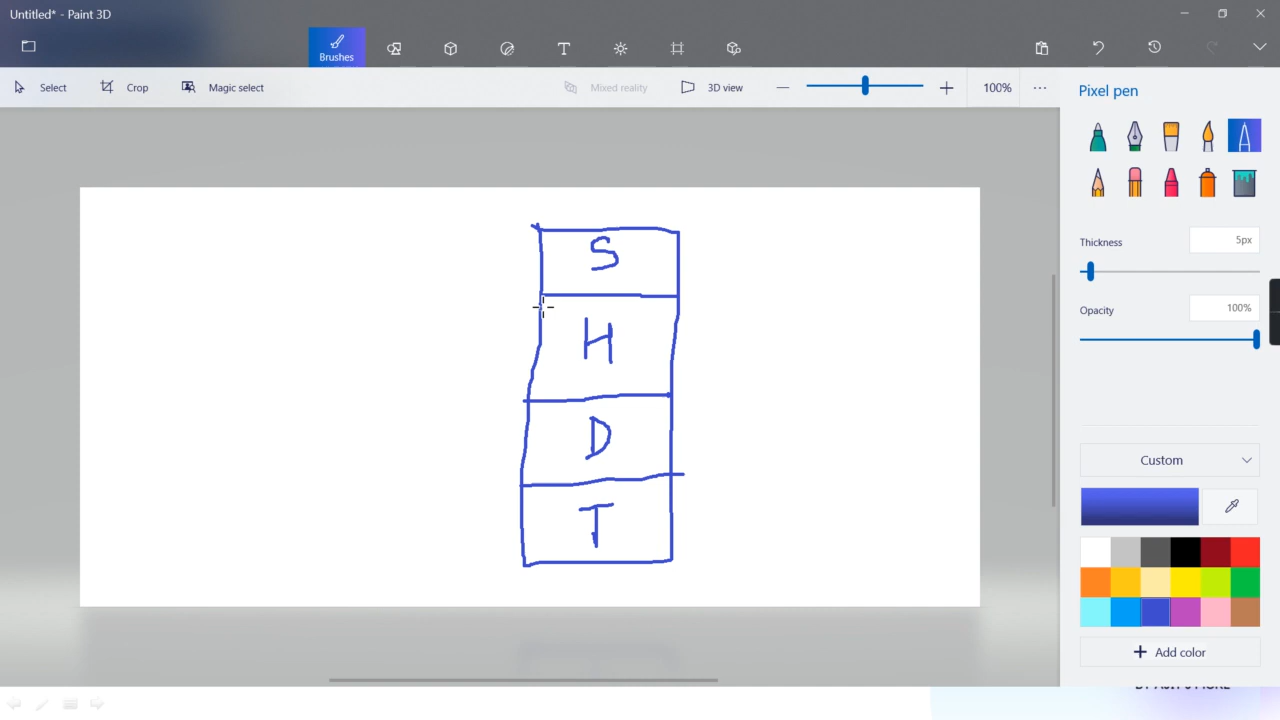 Untitled* - Paint 3D
Brushes
Select Crop Magic select Mixed reality 3D view 100%
Pixel pen
Thickness 5px
Opacity 100%
S
H
D
T
Custom
+ Add color